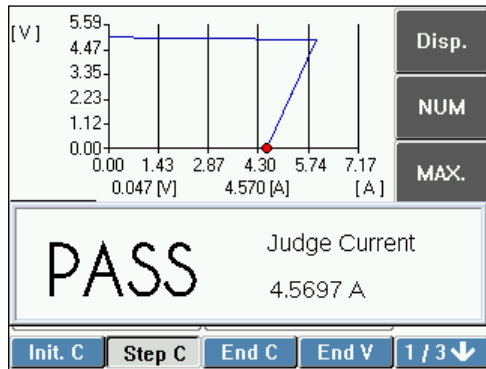 [V]
5.59
4.47
3.35
2.23
1.12
0.00
0.00 1.43 2.87 4.30 5.74 7.17
0.047 [V] 4.570 [A] [A]
Disp.
NUM
MAX.
PASS
Judge Current
4.5697 A
Init. C Step C End C End V 1/3↓